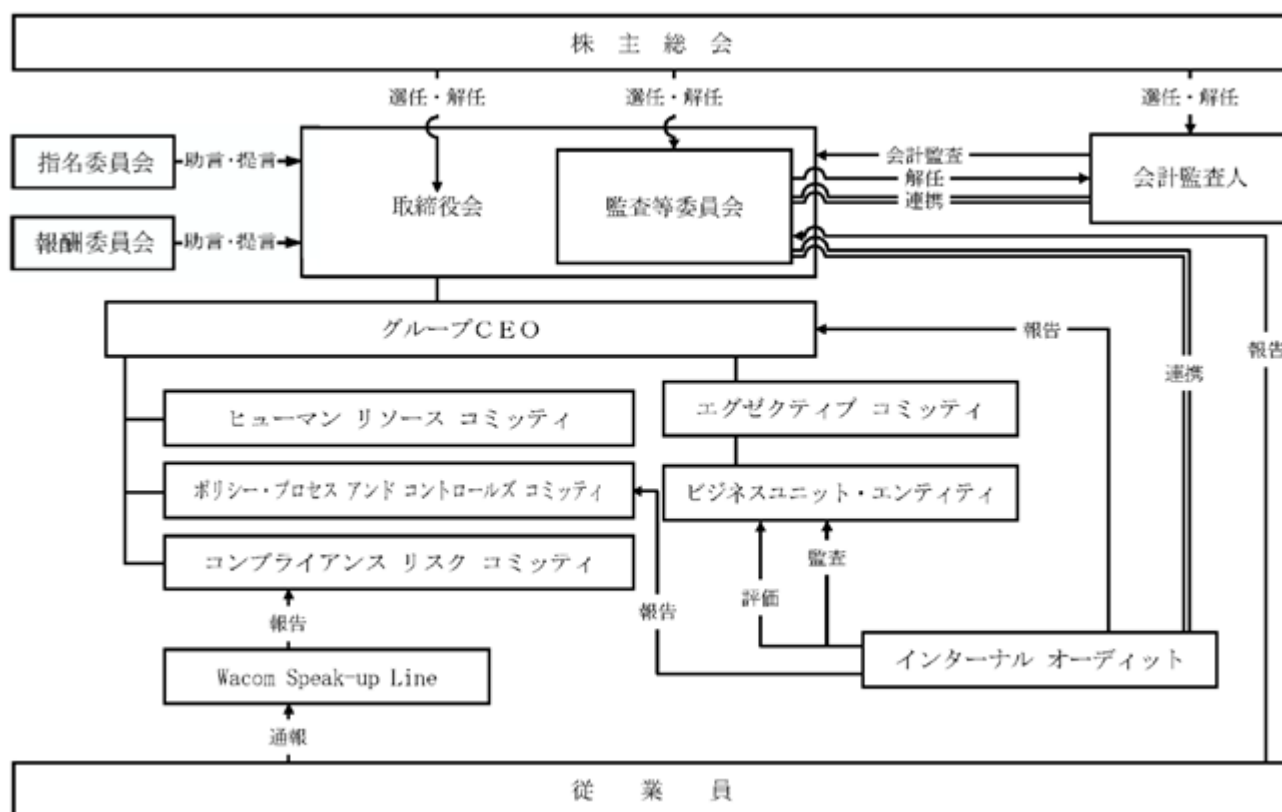 株主総会
選任・解任
選任・解任
選任・解任
指名委員会
助言・提言
報酬委員会
助言・提言
取締役会
監査等委員会
会計監査
解任
連携
会計監査人
グループCEO
報告
連携
報告
ヒューマン リソース コミッティ
エグゼクティブ コミッティ
ポリシー・プロセス アンド コントロールズ コミッティ
ビジネスユニット・エンティティ
コンプライアンス リスク コミッティ
監査
評価
報告
報告
インターナル オーディット
Wacom Speak-up Line
通報
従業員